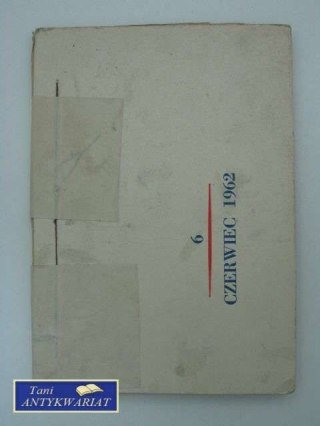 6
CZERWIEC 1962
Tani
ANTYKWARIAT